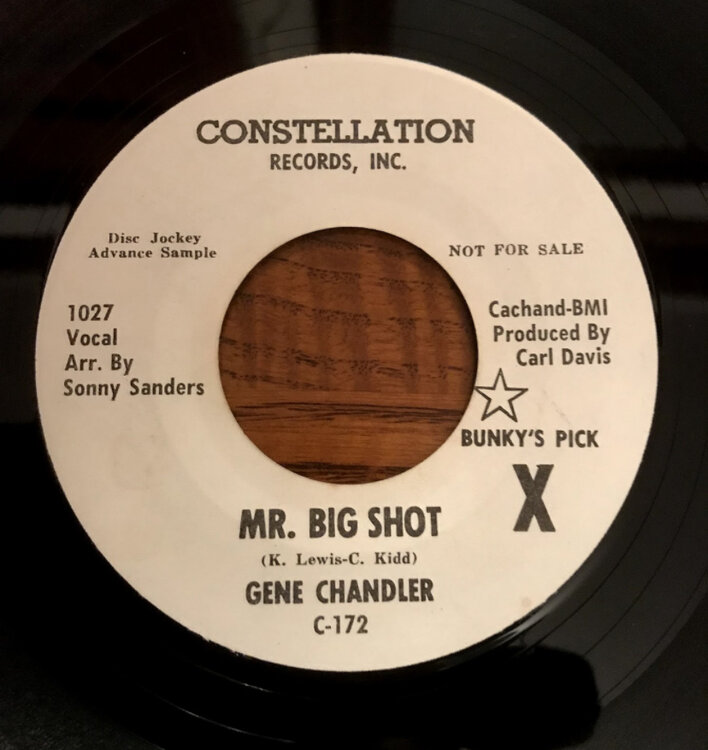 CONSTELLATION
RECORDS, INC.
Disc Jockey
Advance Sample
NOT FOR SALE
1027
Vocal
Arr. By
Sonny Sanders
Cachand-BMI
Produced By
Carl Davis
BUNKY'S PICK
X
MR. BIG SHOT
(K. Lewis-C. Kidd)
GENE CHANDLER
C-172